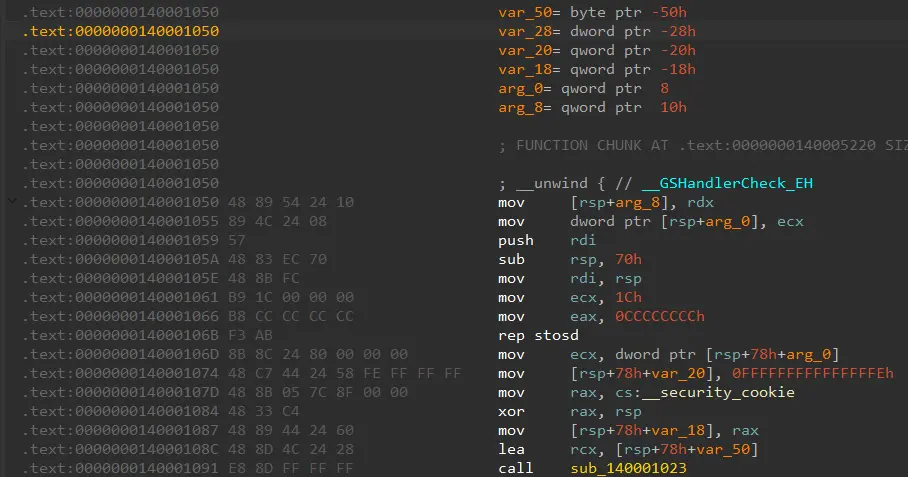 .text:0000000140001050 var_50= byte ptr -50h
.text:0000000140001050 var_28= dword ptr -28h
.text:0000000140001050 var_20= qword ptr -20h
.text:0000000140001050 var_18= qword ptr -18h
.text:0000000140001050 arg_0= qword ptr  8
.text:0000000140001050 arg_8= qword ptr  10h
.text:0000000140001050
.text:0000000140001050 ; FUNCTION CHUNK AT .text:0000000140005220 SIZ
.text:0000000140001050
.text:0000000140001050 ; __unwind { // __GSHandlerCheck_EH
.text:0000000140001050 48 89 54 24 10 mov [rsp+arg_8], rdx
.text:0000000140001055 89 4C 24 08 mov dword ptr [rsp+arg_0], ecx
.text:0000000140001059 57 push rdi
.text:000000014000105A 48 83 EC 70 sub rsp, 70h
.text:000000014000105E 48 8B FC mov rdi, rsp
.text:0000000140001061 B9 1C 00 00 00 mov ecx, 1Ch
.text:0000000140001066 B8 CC CC CC CC mov eax, 0CCCCCCCCh
.text:000000014000106B F3 AB rep stosd
.text:000000014000106D 8B 8C 24 80 00 00 00 mov ecx, dword ptr [rsp+78h+arg_0]
.text:0000000140001074 48 C7 44 24 58 FE FF FF FF mov [rsp+78h+var_20], 0FFFFFFFFFFFFFFFEh
.text:000000014000107D 48 8B 05 7C 8F 00 00 mov rax, cs:__security_cookie
.text:0000000140001084 48 33 C4 xor rax, rsp
.text:0000000140001087 48 89 44 24 60 mov [rsp+78h+var_18], rax
.text:000000014000108C 48 8D 4C 24 28 lea rcx, [rsp+78h+var_50]
.text:0000000140001091 E8 8D FF FF FF call sub_140001023